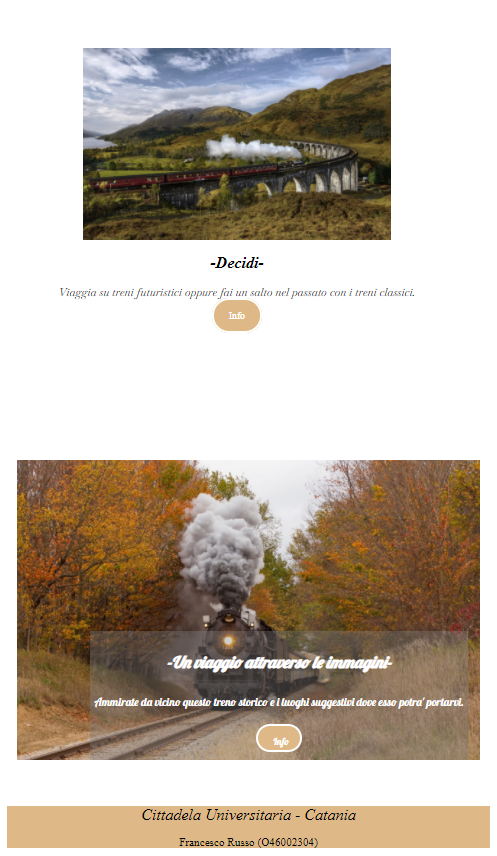 -Decidi-
Viaggia su treni futuristici oppure fai un salto nel passato con i treni classici.
Info
-Un viaggio attraverso le immagini-
Ammirate da vicino questo treno storico e i luoghi suggestivi dove esso potra' portarvi.
Info
Cittadela Universitaria - Catania
Francesco Russo (O46002304)